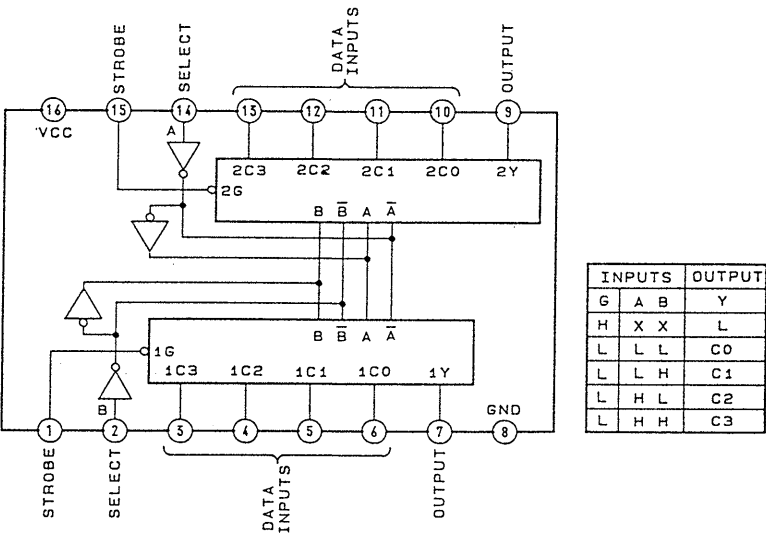 STROBE
SELECT
DATA
INPUTS
OUTPUT
16
15
14
13
12
11
10
9
VCC
A
2C3
2C2
2C1
2C0
2Y
2G
B B̅ A A̅
B B̅ A A̅
1G
1C3
1C2
1C1
1C0
1Y
B
GND
1
2
3
4
5
6
7
8
STROBE
SELECT
DATA
INPUTS
OUTPUT
INPUTS OUTPUT
G A B Y
H X X L
L L L C0
L L H C1
L H L C2
L H H C3